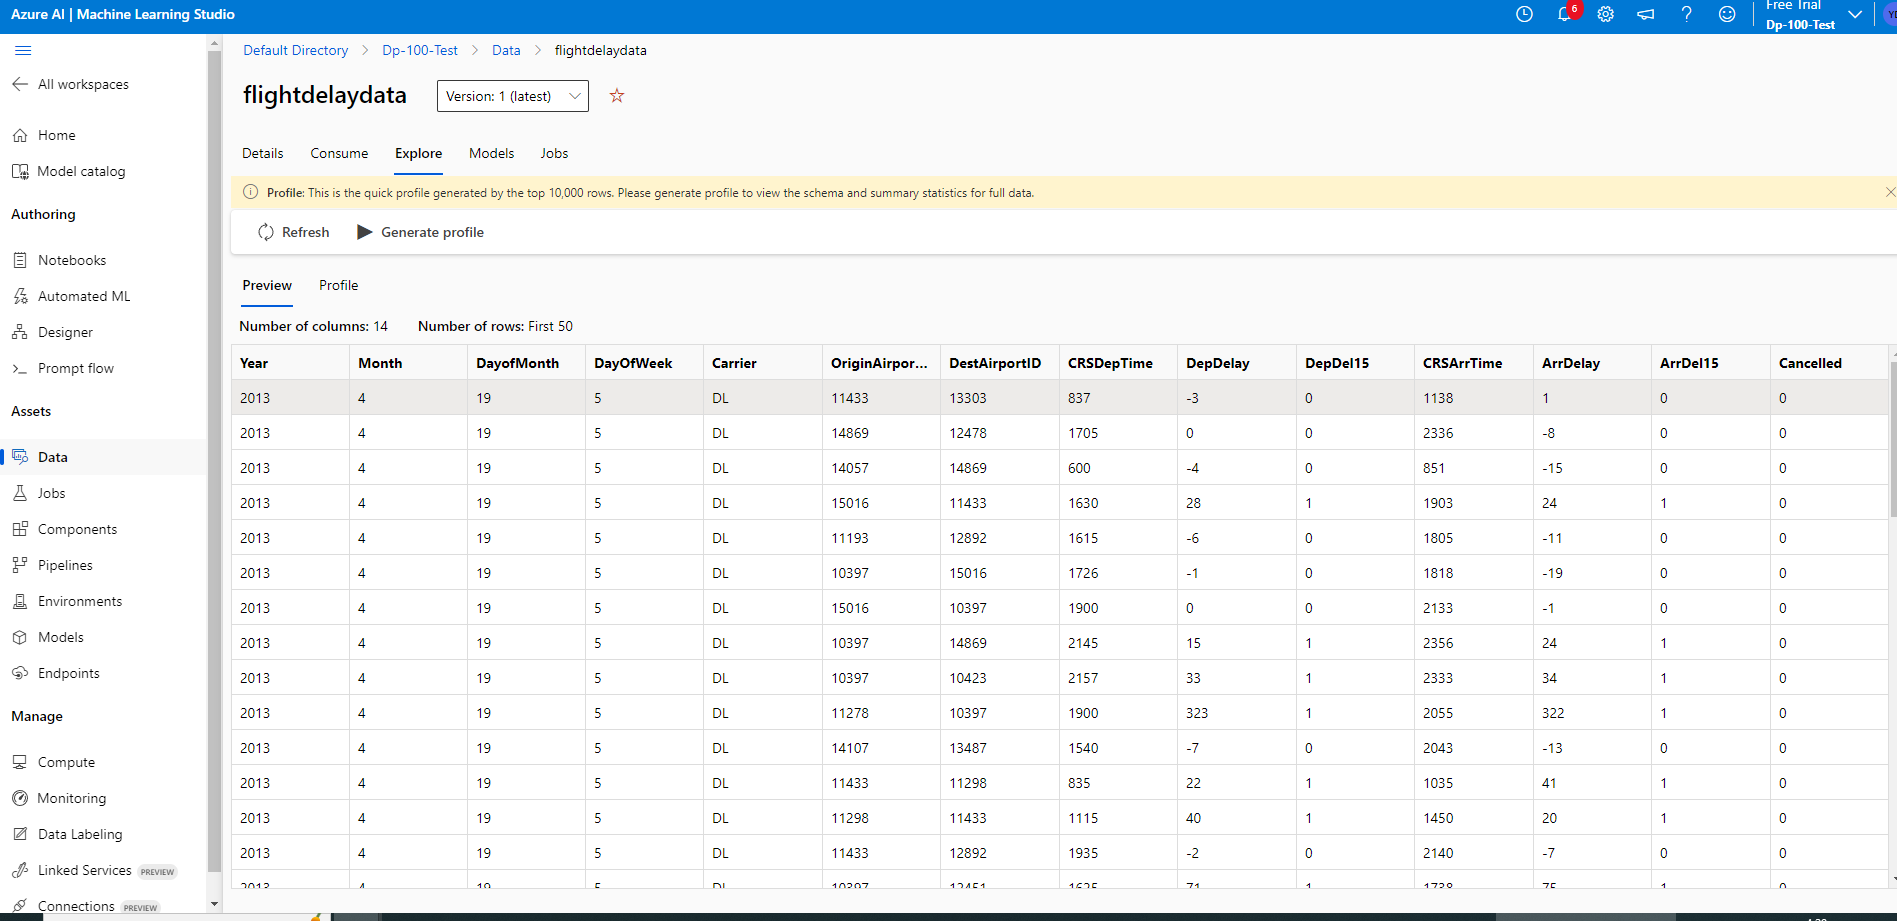 Azure AI | Machine Learning Studio
6
Free Trial
Dp-100-Test
All workspaces
Home
Model catalog
Authoring
Notebooks
Automated ML
Designer
Prompt flow
Assets
Data
Jobs
Components
Pipelines
Environments
Models
Endpoints
Manage
Compute
Monitoring
Data Labeling
Linked Services PREVIEW
Connections PREVIEW
Default Directory > Dp-100-Test > Data > flightdelaydata
flightdelaydata Version: 1 (latest)
Details Consume Explore Models Jobs
Profile: This is the quick profile generated by the top 10,000 rows. Please generate profile to view the schema and summary statistics for full data.
Refresh Generate profile
Preview Profile
Number of columns: 14 Number of rows: First 50
Year Month DayofMonth DayOfWeek Carrier OriginAirpor... DestAirportID CRSDepTime DepDelay DepDel15 CRSArrTime ArrDelay ArrDel15 Cancelled
2013 4 19 5 DL 11433 13303 837 -3 0 1138 1 0 0
2013 4 19 5 DL 14869 12478 1705 0 0 2336 -8 0 0
2013 4 19 5 DL 14057 14869 600 -4 0 851 -15 0 0
2013 4 19 5 DL 15016 11433 1630 28 1 1903 24 1 0
2013 4 19 5 DL 11193 12892 1615 -6 0 1805 -11 0 0
2013 4 19 5 DL 10397 15016 1726 -1 0 1818 -19 0 0
2013 4 19 5 DL 15016 10397 1900 0 0 2133 -1 0 0
2013 4 19 5 DL 10397 14869 2145 15 1 2356 24 1 0
2013 4 19 5 DL 10397 10423 2157 33 1 2333 34 1 0
2013 4 19 5 DL 11278 10397 1900 323 1 2055 322 1 0
2013 4 19 5 DL 14107 13487 1540 -7 0 2043 -13 0 0
2013 4 19 5 DL 11433 11298 835 22 1 1035 41 1 0
2013 4 19 5 DL 11298 11433 1115 40 1 1450 20 1 0
2013 4 19 5 DL 11433 12892 1935 -2 0 2140 -7 0 0
2013 4 19 5 DL 10397 12451 1625 71 1 1738 75 1 0